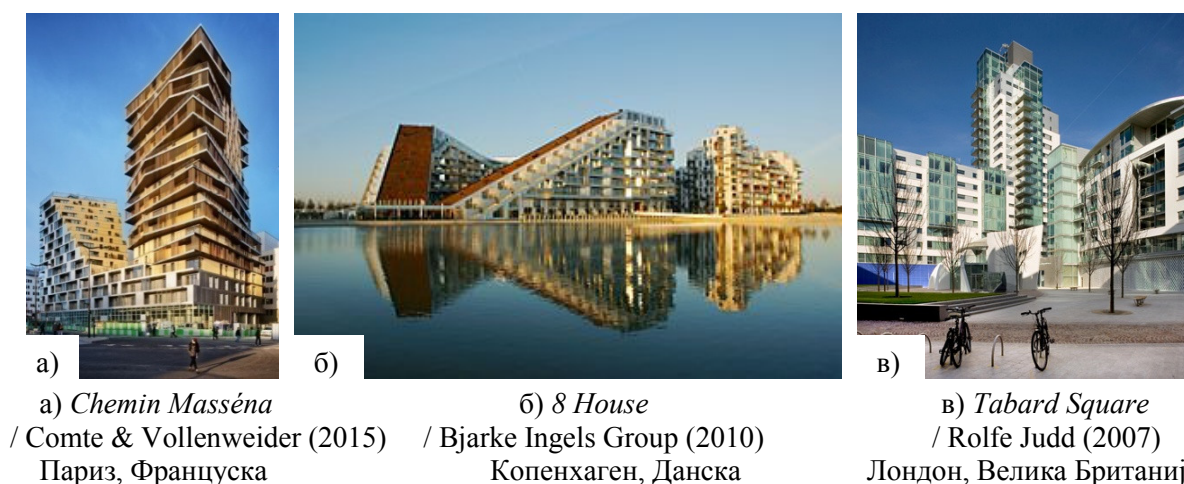 а)
б)
в)
а) Chemin Masséna
/ Comte & Vollenweider (2015)
Париз, Француска
б) 8 House
/ Bjarke Ingels Group (2010)
Копенхаген, Данска
в) Tabard Square
/ Rolfe Judd (2007)
Лондон, Велика Британиј